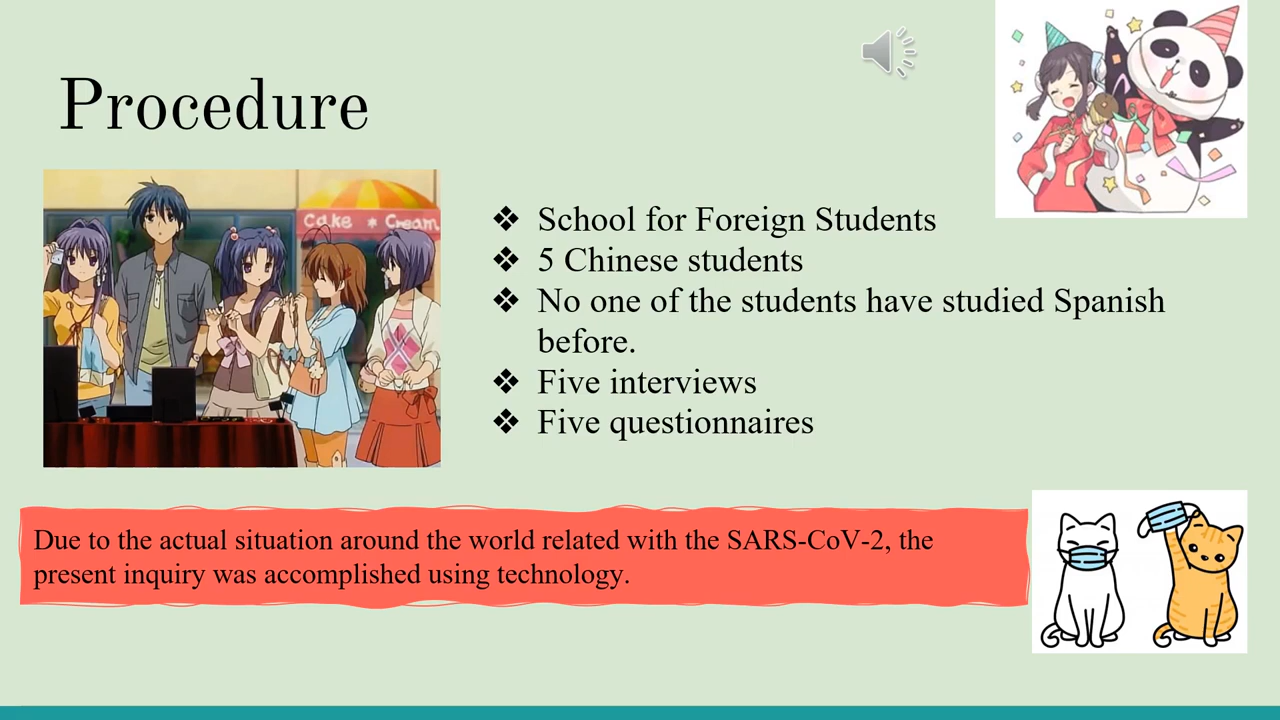 Procedure
Cake * Cream
❖ School for Foreign Students
❖ 5 Chinese students
❖ No one of the students have studied Spanish
before.
❖ Five interviews
❖ Five questionnaires
Due to the actual situation around the world related with the SARS-CoV-2, the
present inquiry was accomplished using technology.